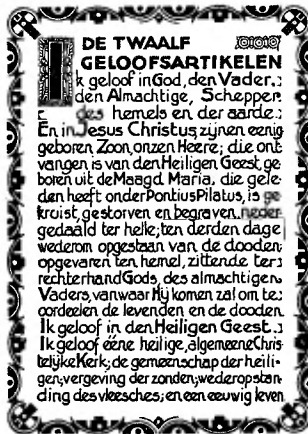 DE TWAALF
GELOOFSARTIKELEN
Ik geloof in God, den Vader,
den Almachtige, Schepper
des hemels en der aarde.
En in Jesus Christus, zijnen eenig
geboren Zoon, onzen Heere; die ont
vangen is van den Heiligen Geest, ge
boren uit de Maagd Maria, die gele
den heeft onder Pontius Pilatus, is ge
kruist, gestorven en begraven, neder
gedaald ter helle; ten derden dage
wederom opgestaan van de dooden;
opgevaren ten hemel, zittende ter
rechterhand Gods, des almachtigen
Vaders, van waar Hij komen zal om te
oordeelen de levenden en de dooden.
Ik geloof in den Heiligen Geest.
Ik geloof eene heilige, algemeene Chris
telijke Kerk; de gemeenschap der heili-
gen; vergeving der zonden; wederopstan
ding des vleesches; en een eeuwig leven